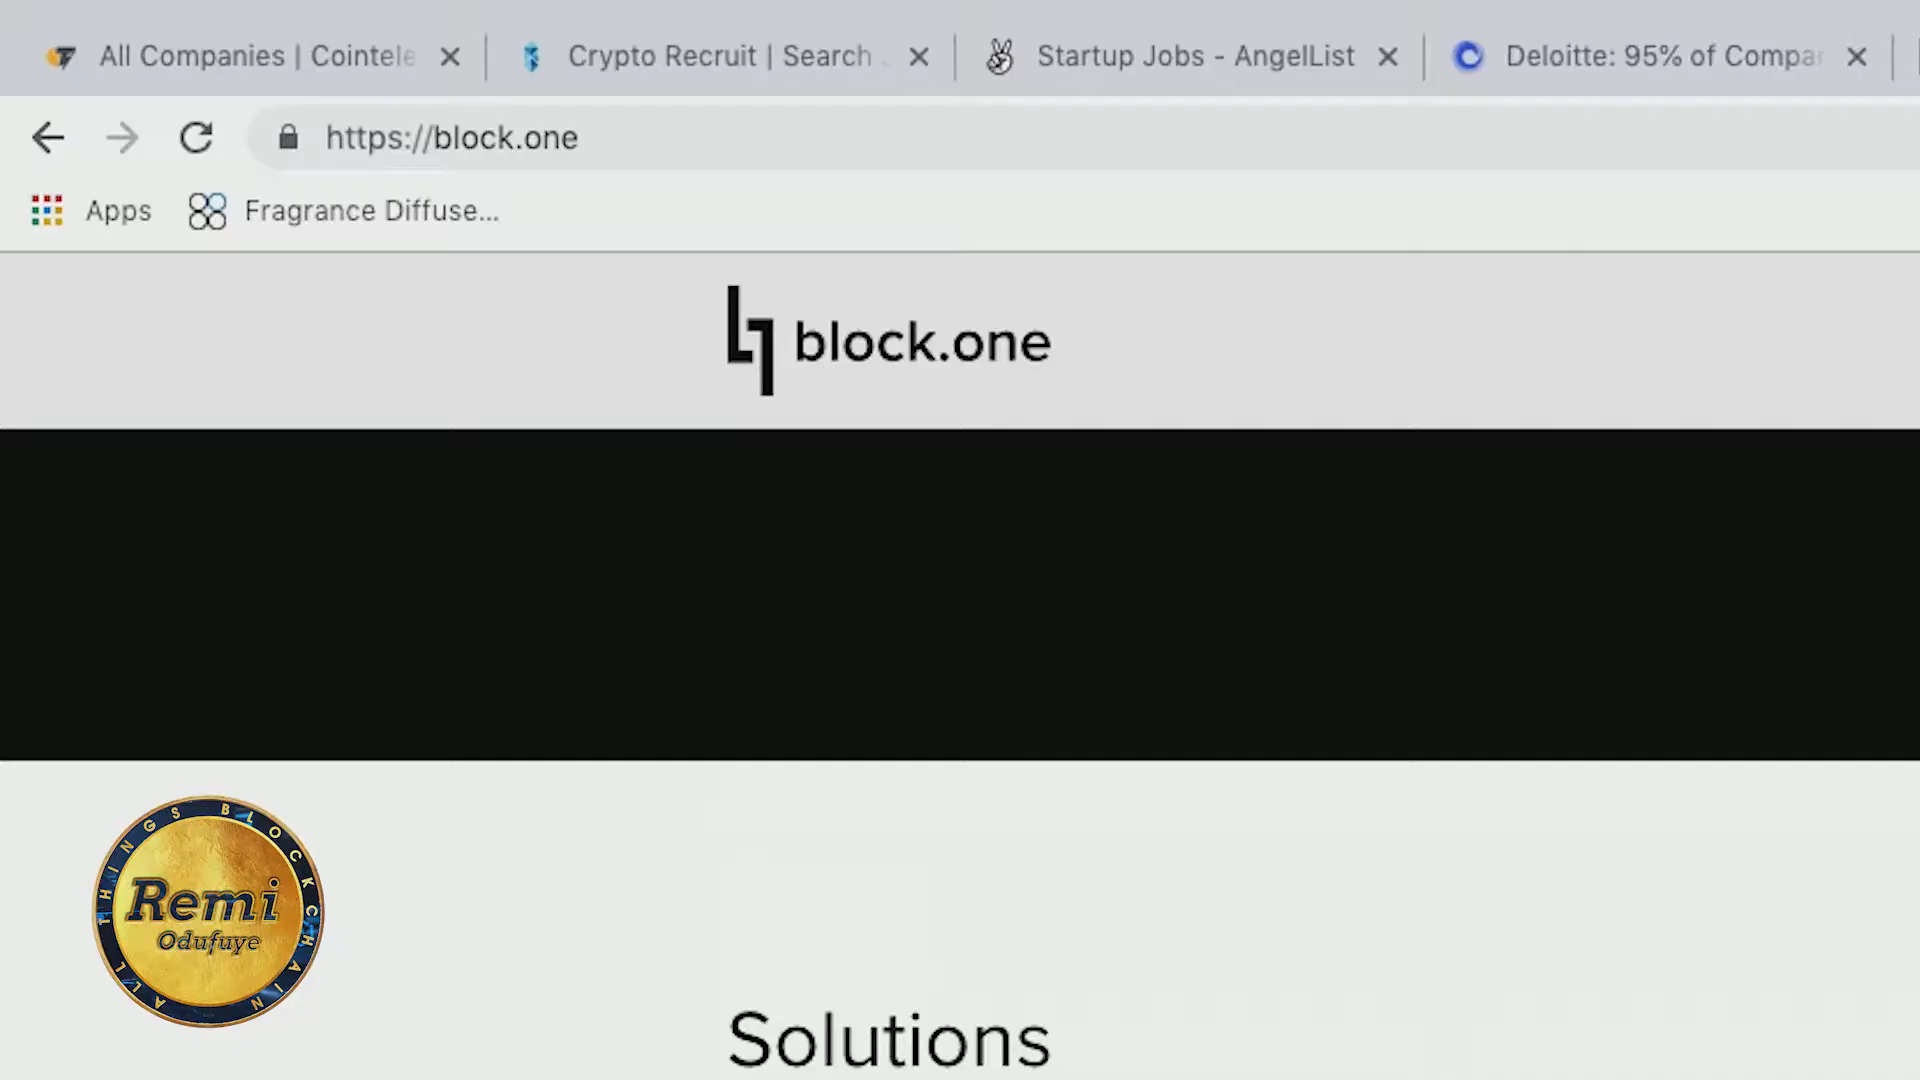 All Companies | Cointele
Crypto Recruit | Search
Startup Jobs - AngelList
Deloitte: 95% of Compa
https://block.one
Apps
Fragrance Diffuse...
block.one
ALL THINGS BLOCKCHAIN
Remi
Odufuye
Solutions